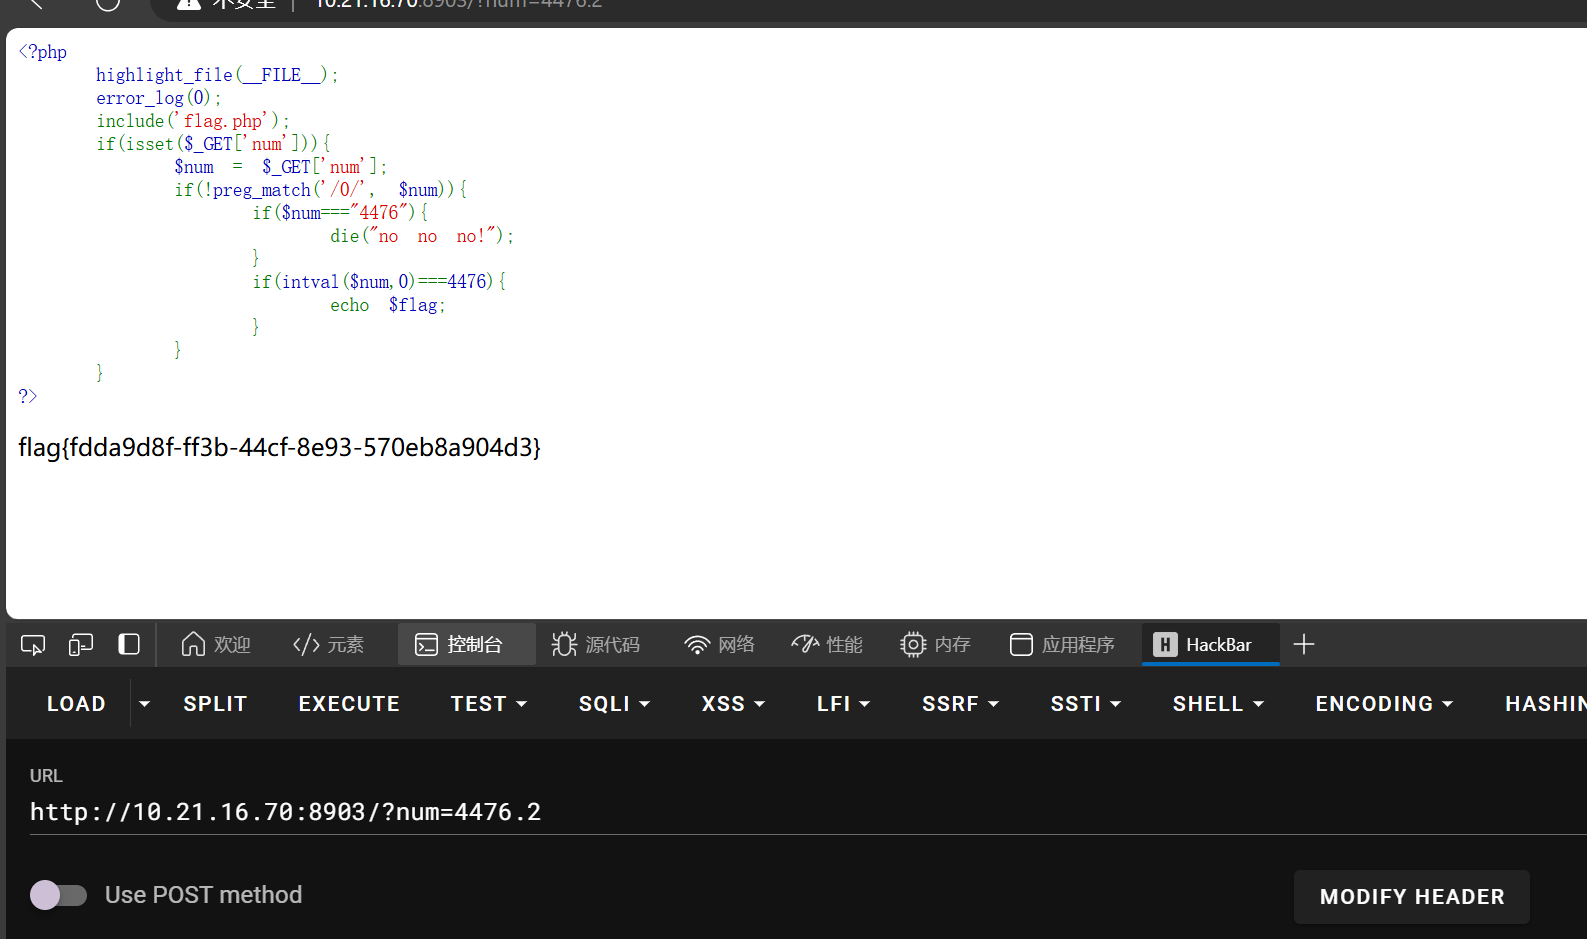 不安全 | 10.21.16.70:8903/?num=4476.2
<?php
highlight_file(__FILE__);
error_log(0);
include('flag.php');
if(isset($_GET['num'])){
$num = $_GET['num'];
if(!preg_match('/0/', $num)){
if($num==="4476"){
die("no no no!");
}
if(intval($num,0)===4476){
echo $flag;
}
}
}
?>
flag{fdda9d8f-ff3b-44cf-8e93-570eb8a904d3}
欢迎 </> 元素 控制台 源代码 网络 性能 内存 应用程序 H HackBar
LOAD SPLIT EXECUTE TEST SQLI XSS LFI SSRF SSTI SHELL ENCODING HASHIN
URL
http://10.21.16.70:8903/?num=4476.2
Use POST method
MODIFY HEADER